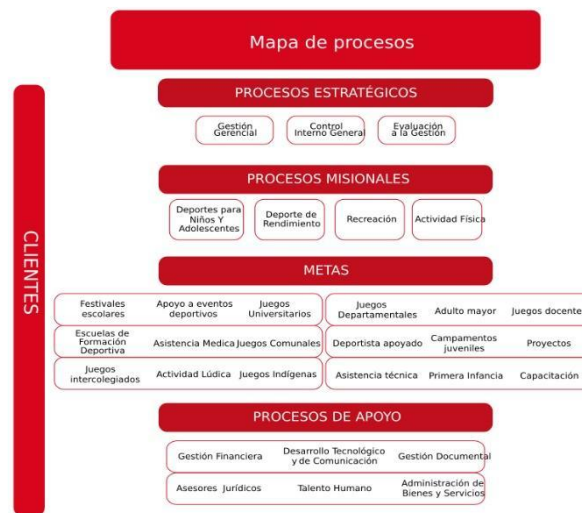 Mapa de procesos
CLIENTES
PROCESOS ESTRATÉGICOS
Gestión
Gerencial
Control
Interno General
Evaluación
a la Gestión
PROCESOS MISIONALES
Deportes para
Niños Y
Adolescentes
Deporte de
Rendimiento
Recreación
Actividad Física
METAS
Festivales
escolares
Apoyo a eventos
deportivos
Juegos
Universitarios
Juegos
Departamentales
Adulto mayor
Juegos docente
Escuelas de
Formación
Deportiva
Asistencia Medica
Juegos Comunales
Deportista apoyado
Campamentos
juveniles
Proyectos
Juegos
intercolegiados
Actividad Lúdica
Juegos Indígenas
Asistencia técnica
Primera Infancia
Capacitación
PROCESOS DE APOYO
Gestión Financiera
Desarrollo Tecnológico
y de Comunicación
Gestión Documental
Asesores Jurídicos
Talento Humano
Administración de
Bienes y Servicios